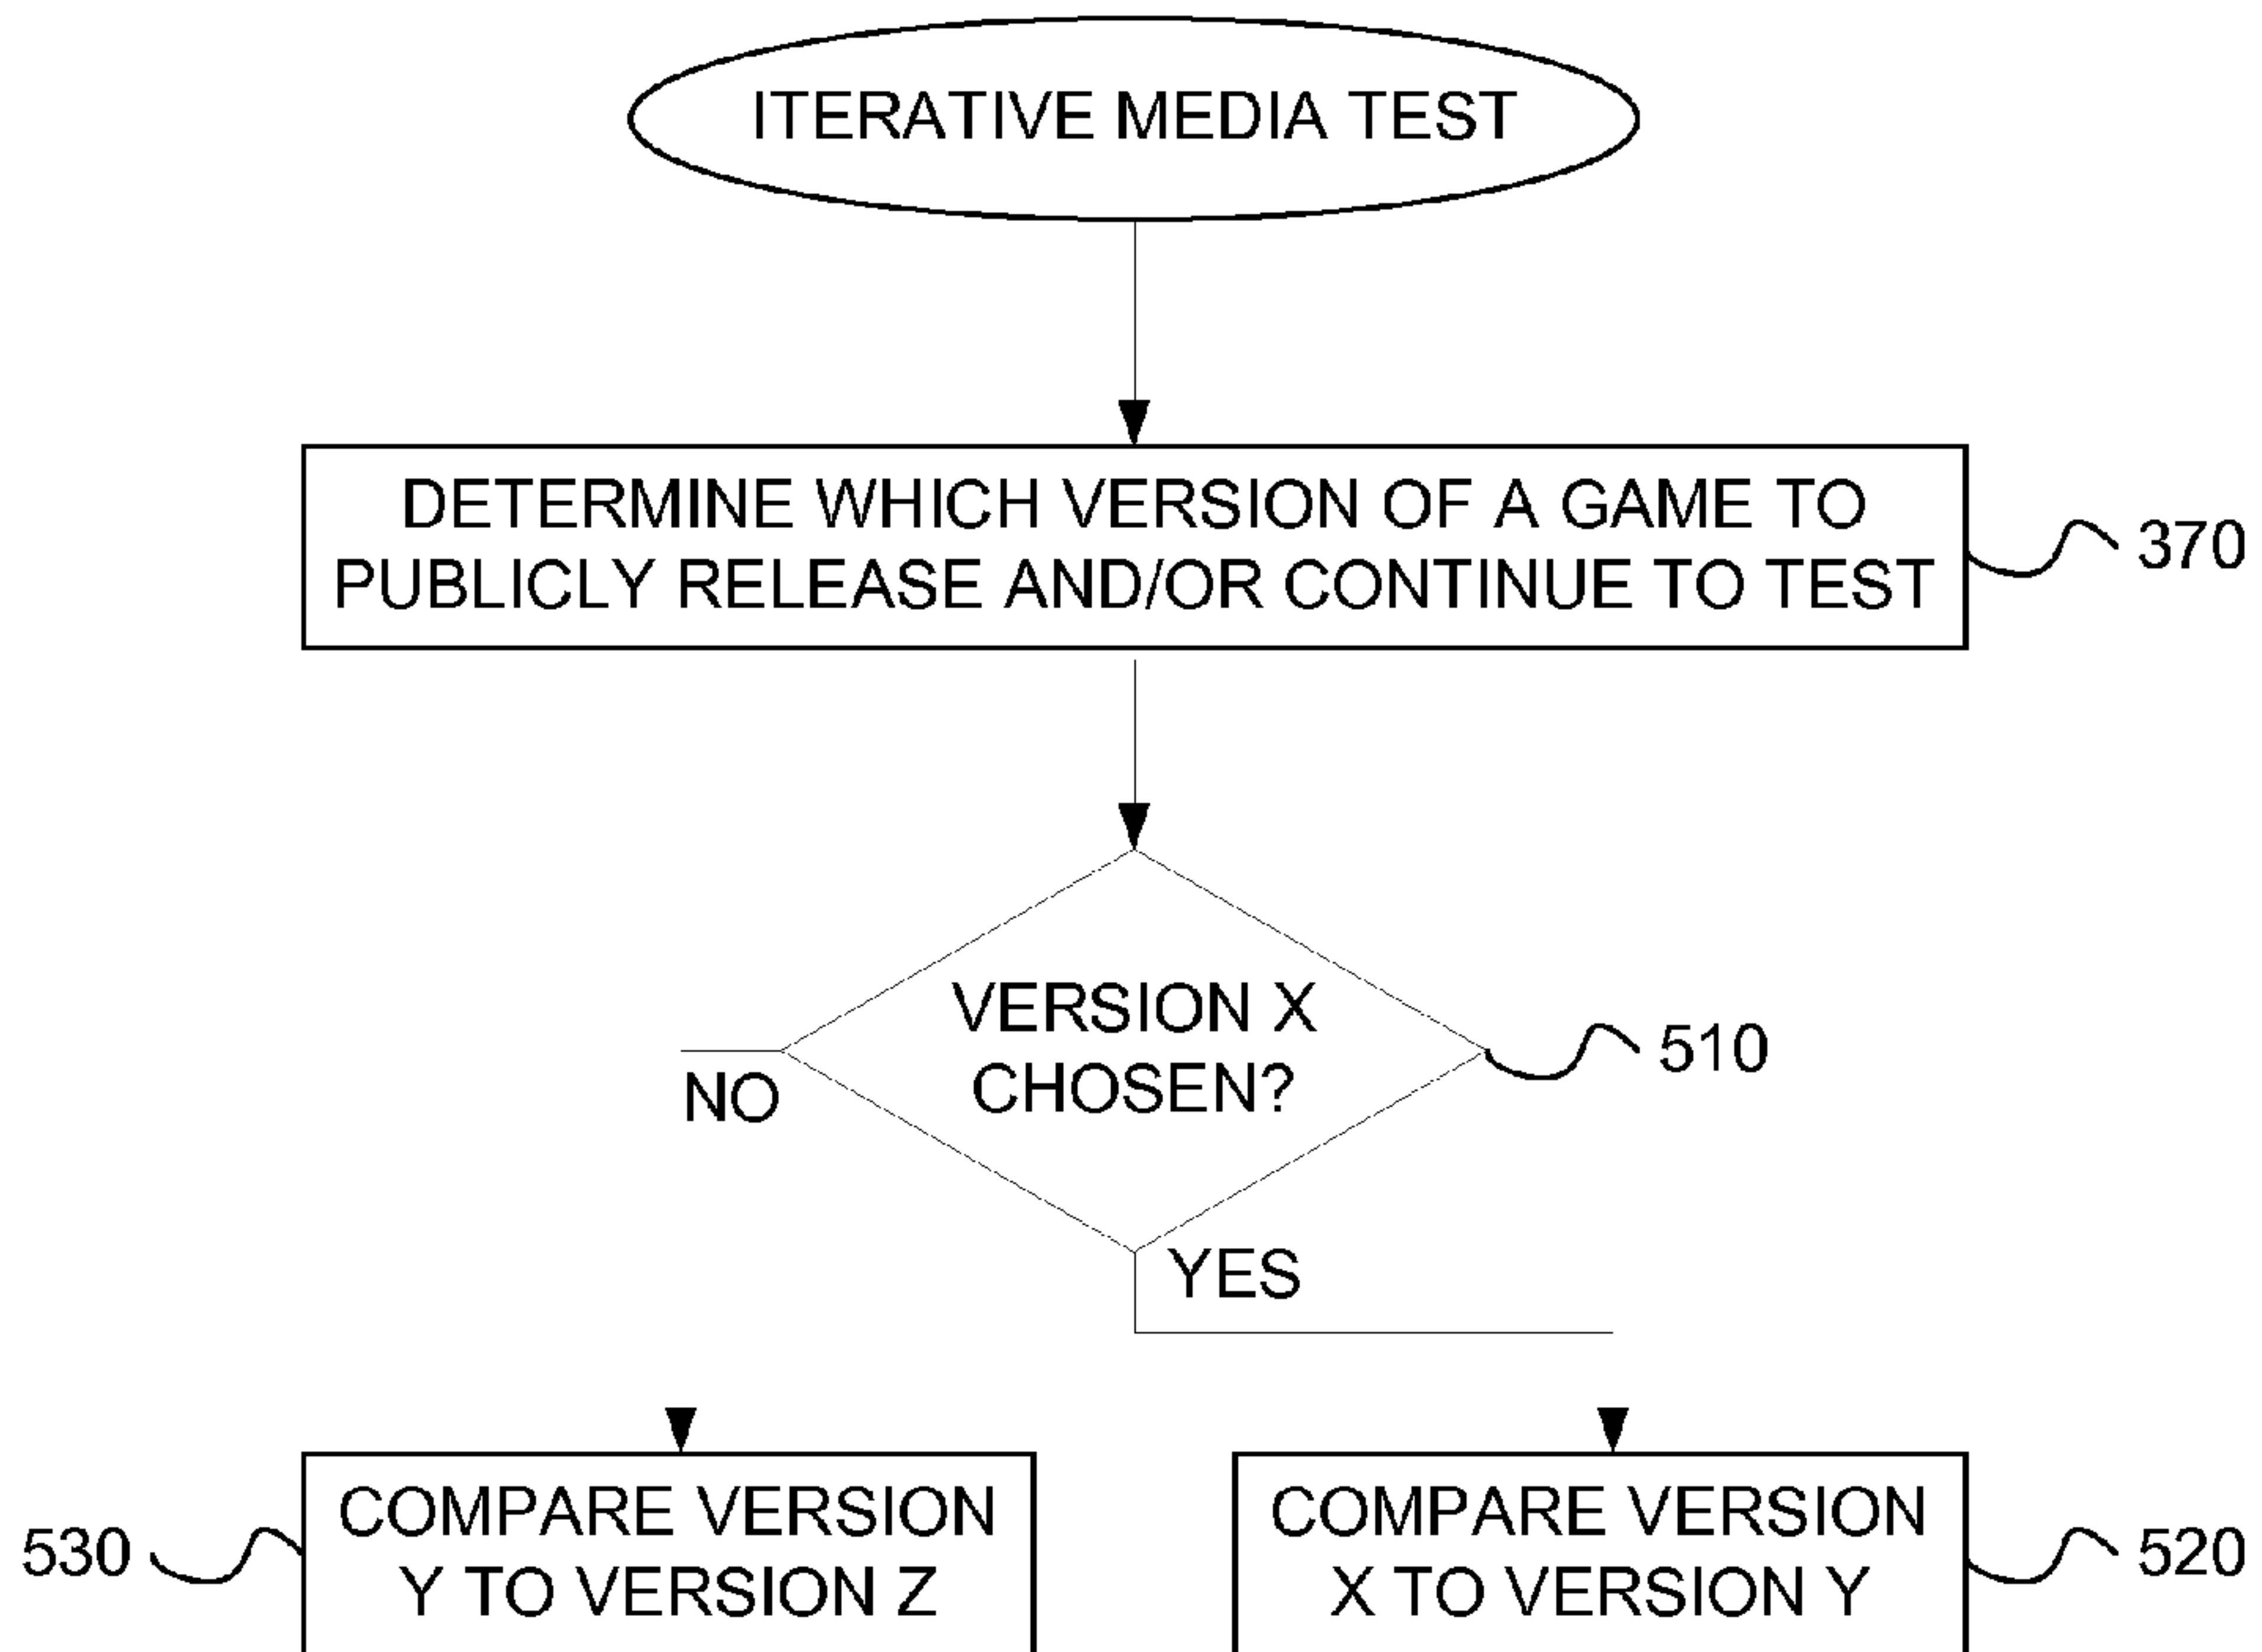 ITERATIVE MEDIA TEST
DETERMINE WHICH VERSION OF A GAME TO
PUBLICLY RELEASE AND/OR CONTINUE TO TEST
370
VERSION X
CHOSEN?
510
NO
YES
530
COMPARE VERSION
Y TO VERSION Z
COMPARE VERSION
X TO VERSION Y
520